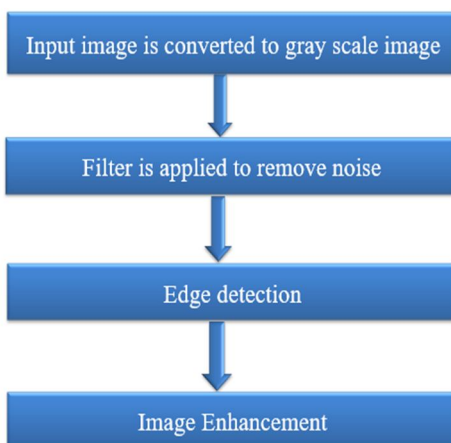 Input image is converted to gray scale image
Filter is applied to remove noise
Edge detection
Image Enhancement